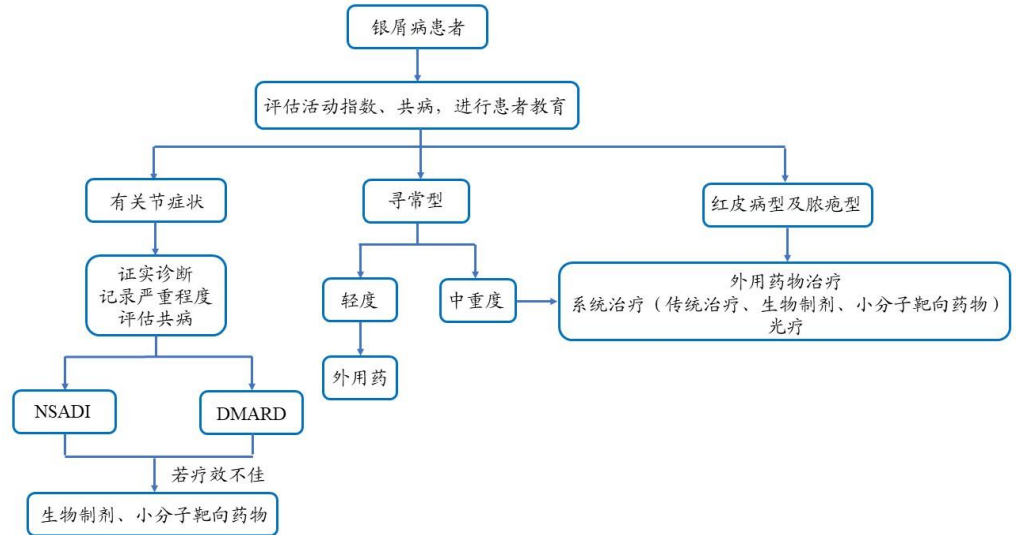 银屑病患者
评估活动指数、共病，进行患者教育
有关节症状
寻常型
红皮病型及脓疱型
证实诊断
记录严重程度
评估共病
轻度
中重度
外用药物治疗
系统治疗（传统治疗、生物制剂、小分子靶向药物）
光疗
外用药
NSADI
DMARD
若疗效不佳
生物制剂、小分子靶向药物